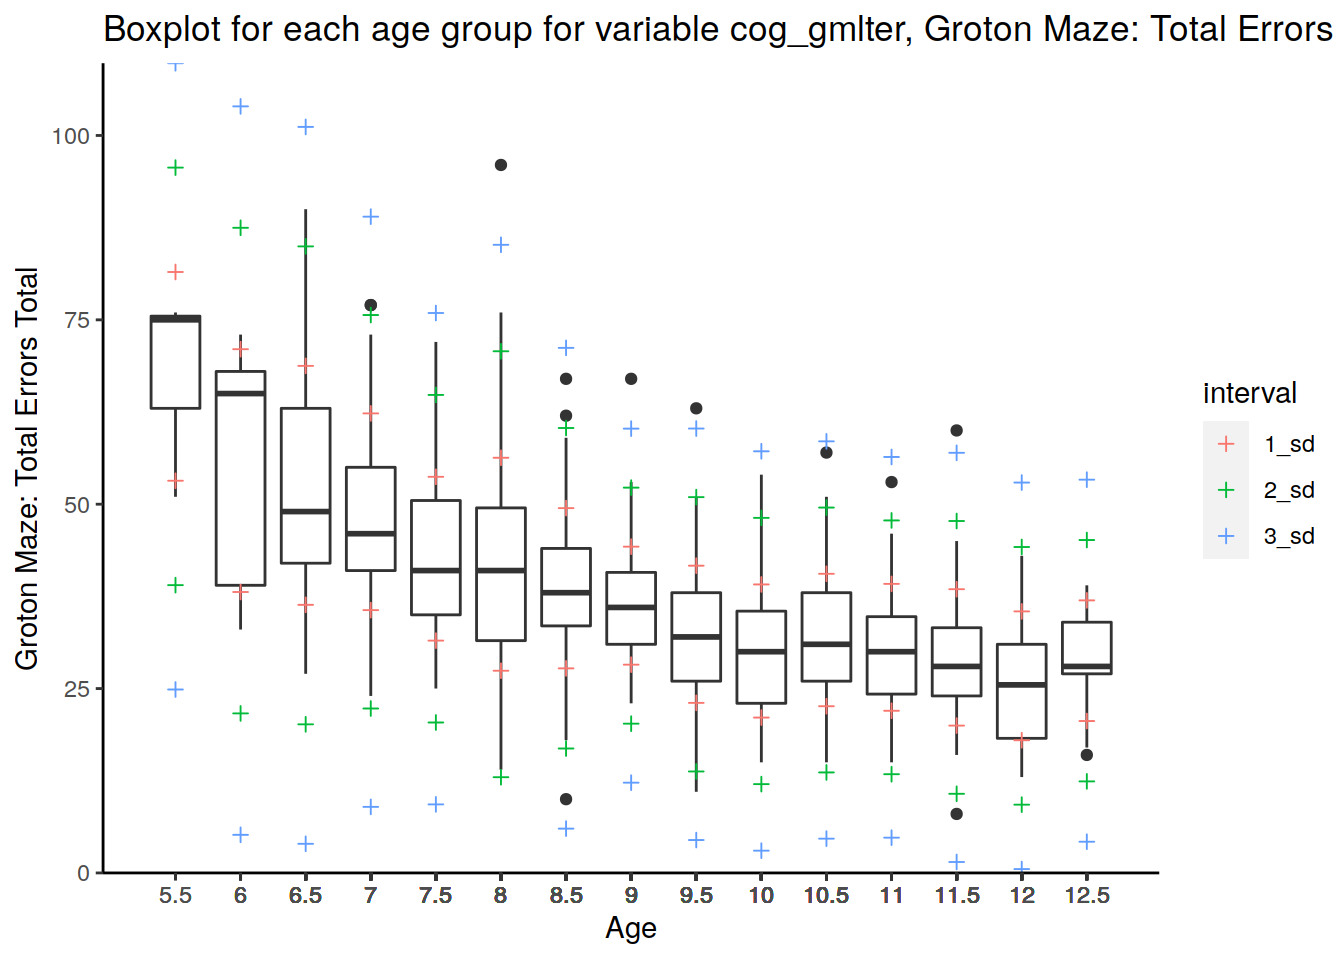 Boxplot for each age group for variable cog_gmlter, Groton Maze: Total Errors
Groton Maze: Total Errors Total
100
75
50
25
0
5.5 6 6.5 7 7.5 8 8.5 9 9.5 10 10.5 11 11.5 12 12.5
Age
interval
1_sd
2_sd
3_sd